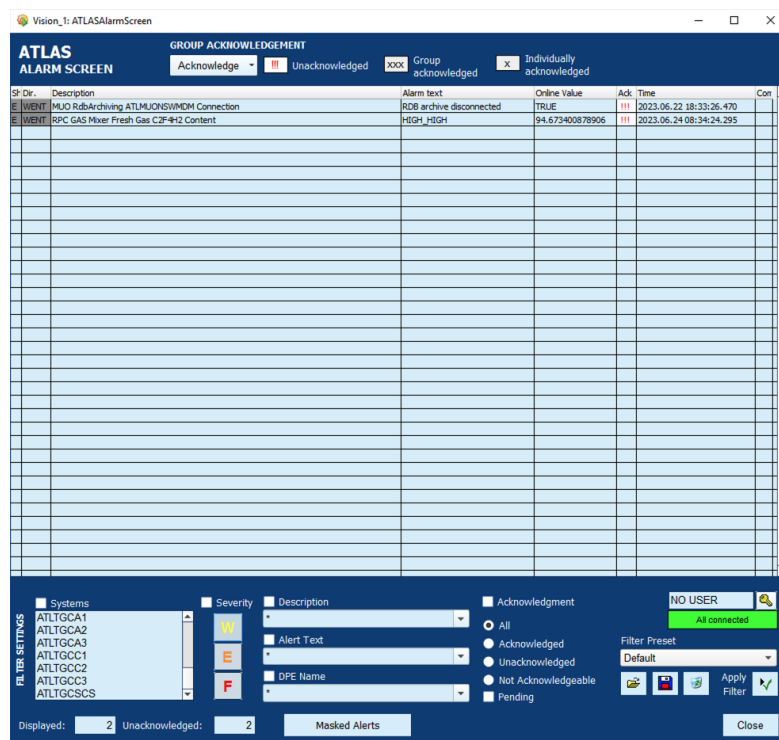 Vision_1: ATLASAlarmScreen
ATLAS
ALARM SCREEN
GROUP ACKNOWLEDGEMENT
Acknowledge
!!! Unacknowledged
xxx Group
acknowledged
x Individually
acknowledged
Sh Dir. Description Alarm text Online Value Ack Time Com
E WENT MUO RdbArchiving ATLMUONSWMDM Connection RDB archive disconnected TRUE !!! 2023.06.22 18:33:26.470
E WENT RPC GAS Mixer Fresh Gas C2F4H2 Content HIGH_HIGH 94.673400878906 !!! 2023.06.24 08:34:24.295
FILTER SETTINGS
Systems
ATLTGCA1
ATLTGCA2
ATLTGCA3
ATLTGCC1
ATLTGCC2
ATLTGCC3
ATLTGCSCS
Severity
W
E
F
Description
*
Alert Text
*
DPE Name
*
Acknowledgment
All
Acknowledged
Unacknowledged
Not Acknowledgeable
Pending
NO USER
All connected
Filter Preset
Default
Apply
Filter
Displayed: 2 Unacknowledged: 2
Masked Alerts
Close